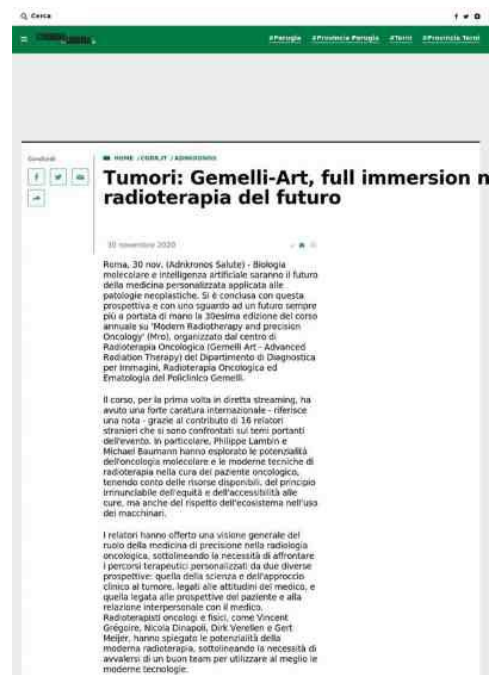 Cerca
#Perugia #Provincia Perugia #Terni #Provincia Terni
Condividi
HOME / CORR.IT / ADNKRONOS
Tumori: Gemelli-Art, full immersion n
radioterapia del futuro
30 novembre 2020
Roma, 30 nov. (Adnkronos Salute) - Biologia
molecolare e intelligenza artificiale saranno il futuro
della medicina personalizzata applicata alle
patologie neoplastiche. Si è conclusa con questa
prospettiva e con uno sguardo ad un futuro sempre
più a portata di mano la 30esima edizione del corso
annuale su 'Modern Radiotherapy and precision
Oncology' (Mro), organizzato dal centro di
Radioterapia Oncologica (Gemelli Art - Advanced
Radiation Therapy) del Dipartimento di Diagnostica
per Immagini, Radioterapia Oncologica ed
Ematologia del Policlinico Gemelli.
Il corso, per la prima volta in diretta streaming, ha
avuto una forte caratura internazionale - riferisce
una nota - grazie al contributo di 16 relatori
stranieri che si sono confrontati sui temi portanti
dell'evento. In particolare, Philippe Lambin e
Michael Baumann hanno esplorato le potenzialità
dell'oncologia molecolare e le moderne tecniche di
radioterapia nella cura del paziente oncologico,
tenendo conto delle risorse disponibili, del principio
irrinunciabile dell'equità e dell'accessibilità alle
cure, ma anche del rispetto dell'ecosistema nell'uso
dei macchinari.
I relatori hanno offerto una visione generale del
ruolo della medicina di precisione nella radiologia
oncologica, sottolineando la necessità di affrontare
i percorsi terapeutici personalizzati da due diverse
prospettive: quella della scienza e dell'approccio
clinico al tumore, legati alle attitudini del medico, e
quella legata alle prospettive del paziente e alla
relazione interpersonale con il medico.
Radioterapisti oncologi e fisici, come Vincent
Grégoire, Nicola Dinapoli, Dirk Verellen e Gert
Meijer, hanno spiegato le potenzialità della
moderna radioterapia, sottolineando la necessità di
avvalersi di un buon team per utilizzare al meglio le
moderne tecnologie.